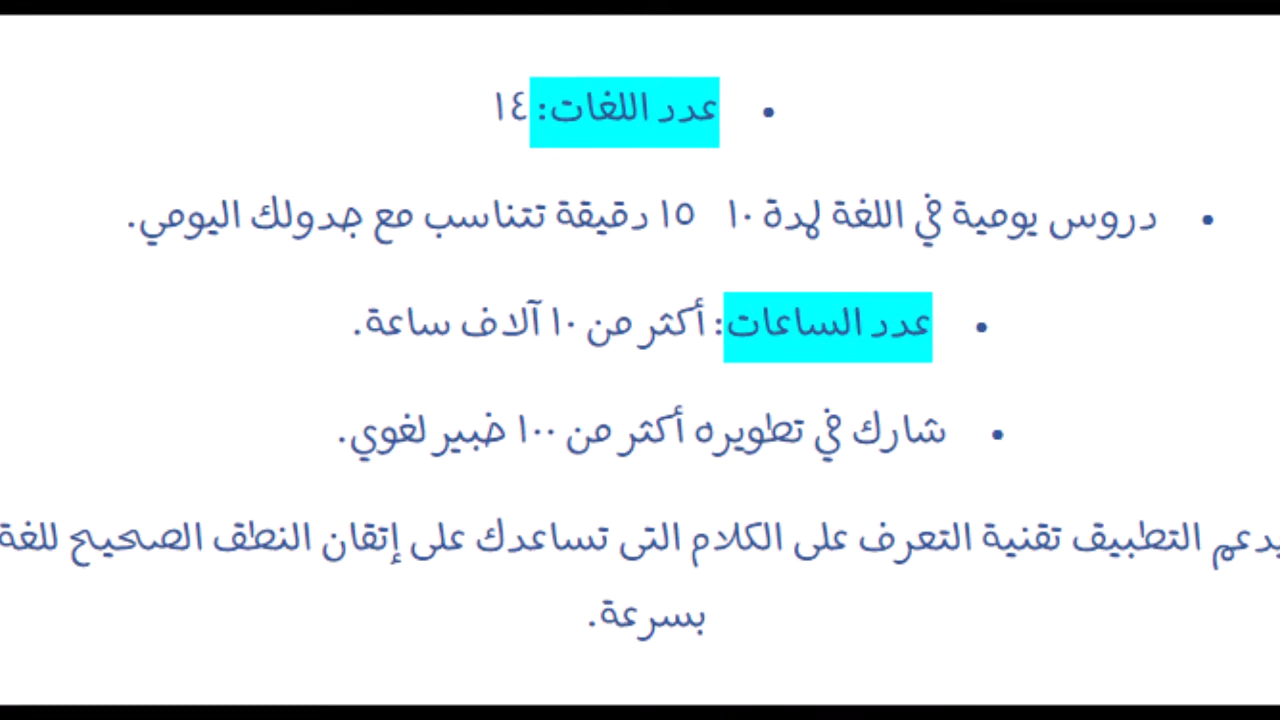 • عدد اللغات: ١٤
• دروس يومية في اللغة لمدة ١٠ ١٥ دقيقة تتناسب مع جدولك اليومي.
• عدد الساعات: أكثر من ١٠ آلاف ساعة.
• شارك في تطويره أكثر من ١٠٠ خبير لغوي.
يدعم التطبيق تقنية التعرف على الكلام التى تساعدك على إتقان النطق الصحيح للغة
بسرعة.